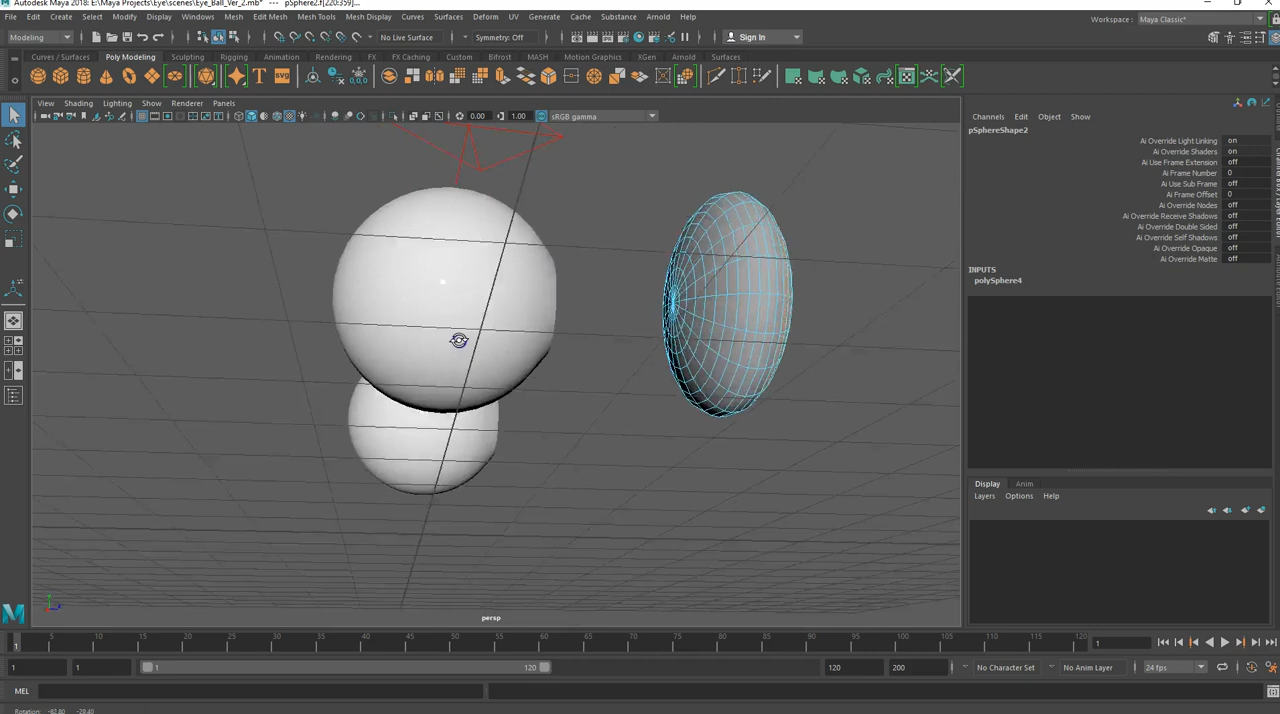 Autodesk Maya 2018: E:\Maya Projects\Eye\scenes\Eye_Ball_Ver_2.mb* --- pSphere2.f[220:359]...
File Edit Create Select Modify Display Windows Mesh Edit Mesh Mesh Tools Mesh Display Curves Surfaces Deform UV Generate Cache Substance Arnold Help
Workspace : Maya Classic*
Modeling No Live Surface Symmetry: Off Sign In
Curves / Surfaces Poly Modeling Sculpting Rigging Animation Rendering FX FX Caching Custom Bifrost MASH Motion Graphics XGen Arnold Surfaces
View Shading Lighting Show Renderer Panels
0.00 1.00 sRGB gamma
Channels Edit Object Show
pSphereShape2
Ai Override Light Linking on
Ai Override Shaders on
Ai Use Frame Extension off
Ai Frame Number 0
Ai Use Sub Frame off
Ai Frame Offset 0
Ai Override Nodes off
Ai Override Receive Shadows off
Ai Override Double Sided off
Ai Override Self Shadows off
Ai Override Opaque off
Ai Override Matte off
INPUTS
polySphere4
Display Anim
Layers Options Help
persp
1 5 10 15 20 25 30 35 40 45 50 55 60 65 70 75 80 85 90 95 100 105 110 115 120 1
1 1 1 120 120 200 No Character Set No Anim Layer 24 fps
MEL
Rotation: -82.80 -29.40